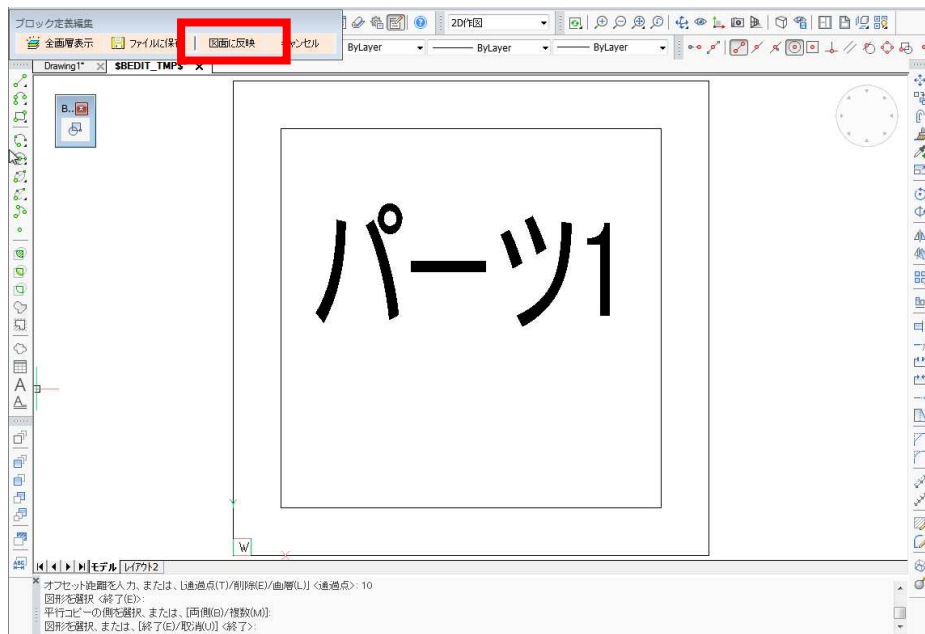 ブロック定義編集
全画層表示 ファイルに保 図面に反映 ャンセル
2D作図
ByLayer ByLayer ByLayer
Drawing1* $BEDIT_TMP$
B..
パーツ1
A
A
W
ABC
モデル レイアウト2
オフセット距離を入力、または、[通過点(T)/削除(E)/画層(L)] <通過点>: 10
図形を選択 <終了(E)>:
平行コピーの側を選択、または、[両側(B)/複数(M)]:
図形を選択、または、[終了(E)/取消(U)] <終了>: